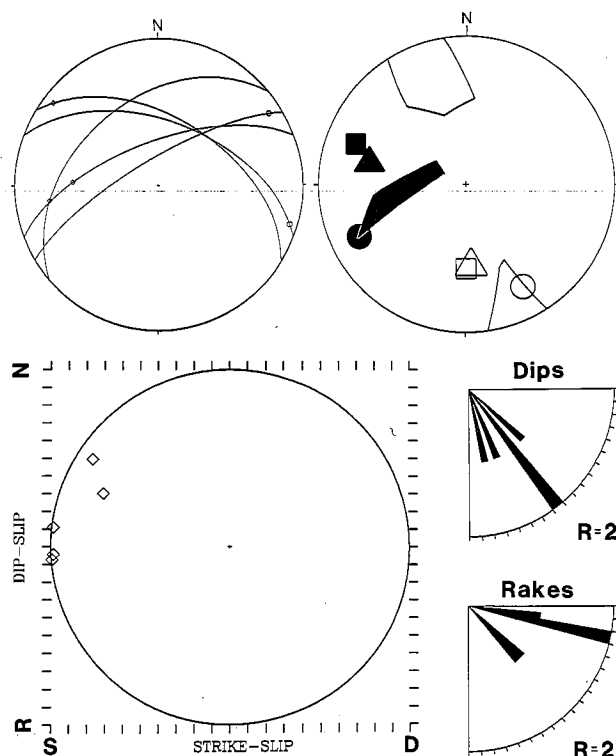 N
N
N
DIP-SLIP
R
S
STRIKE-SLIP
D
Dips
R=2
Rakes
R=2